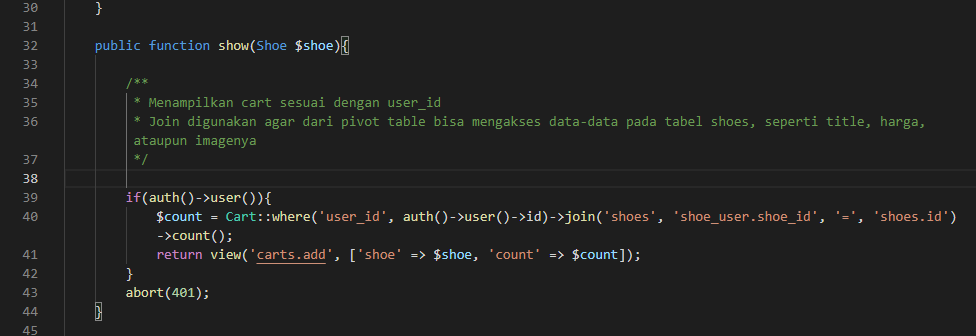 30 }
31
32 public function show(Shoe $shoe){
33
34 /**
35 * Menampilkan cart sesuai dengan user_id
36 * Join digunakan agar dari pivot table bisa mengakses data-data pada tabel shoes, seperti title, harga,
ataupun imagenya
37 */
38
39 if(auth()->user()){
40 $count = Cart::where('user_id', auth()->user()->id)->join('shoes', 'shoe_user.shoe_id', '=', 'shoes.id')
->count();
41 return view('carts.add', ['shoe' => $shoe, 'count' => $count]);
42 }
43 abort(401);
44 }
45